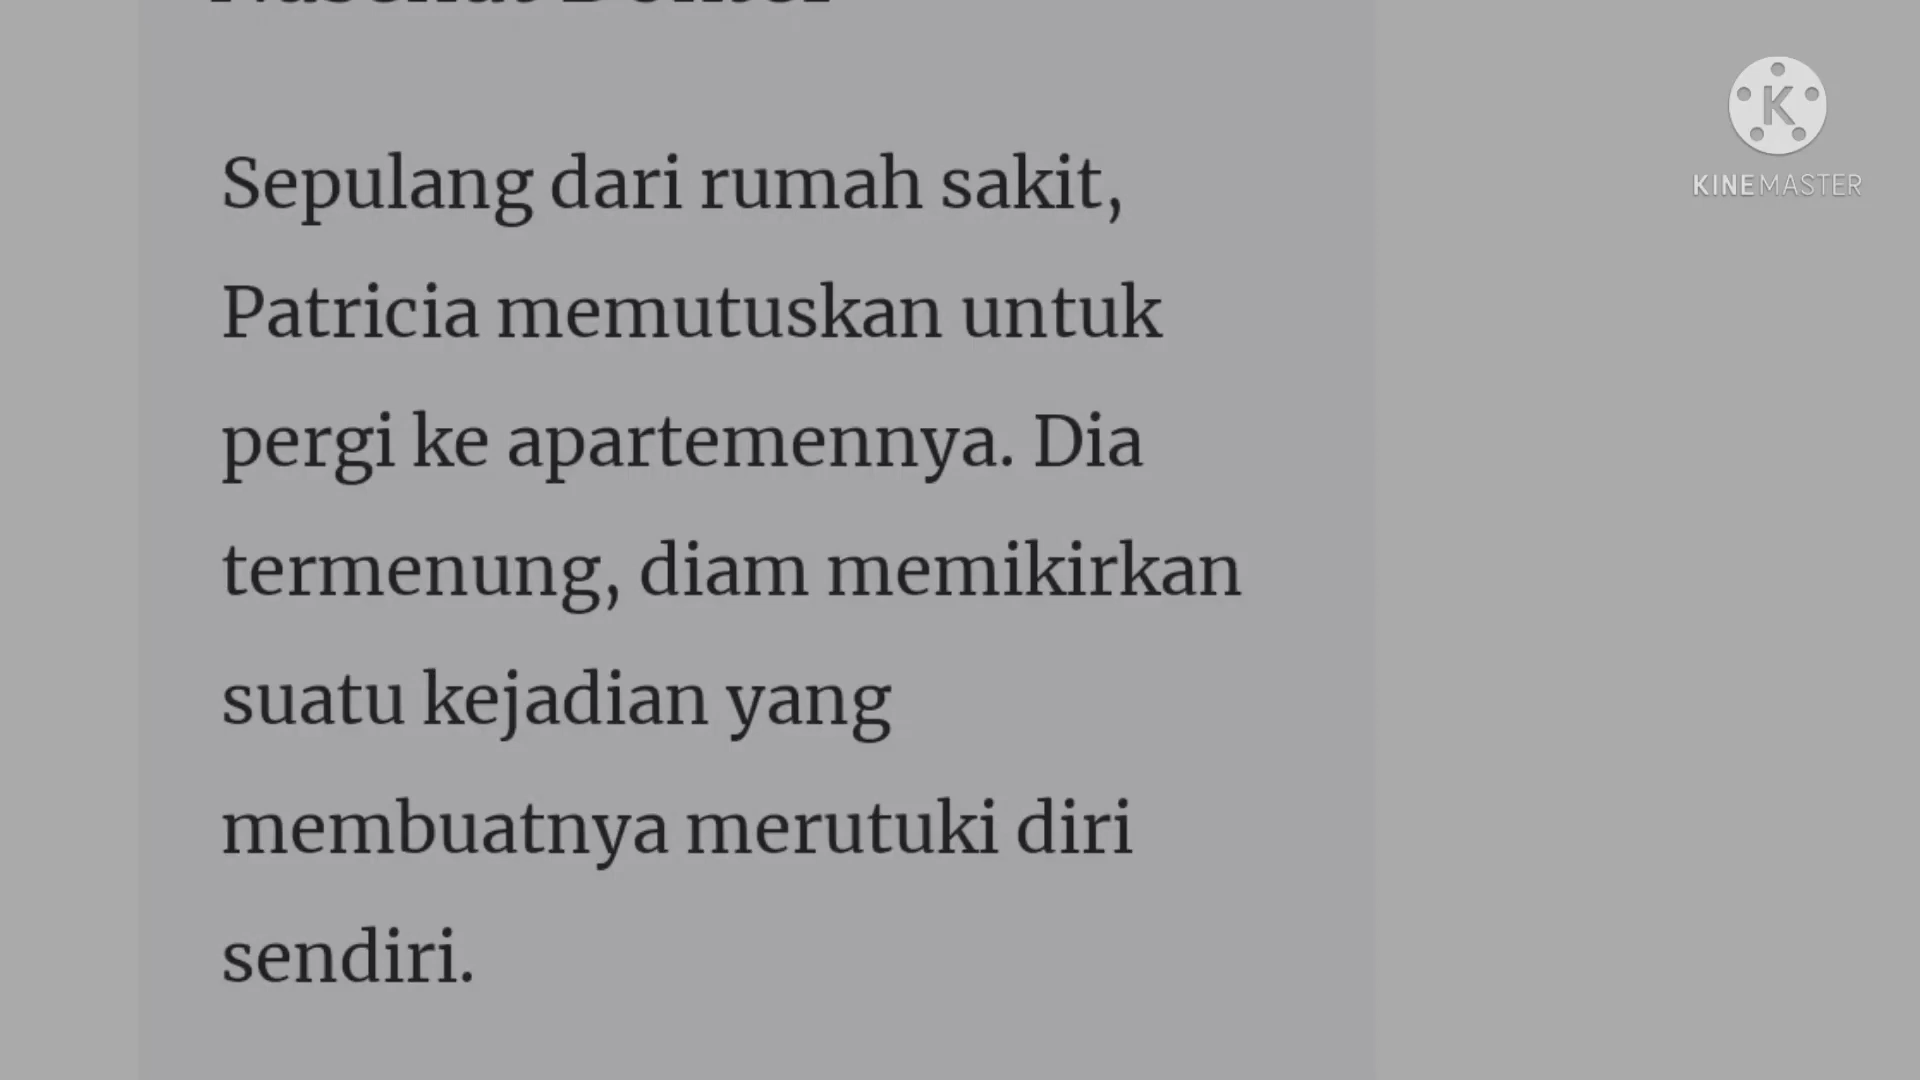 Sepulang dari rumah sakit,
Patricia memutuskan untuk
pergi ke apartemennya. Dia
termenung, diam memikirkan
suatu kejadian yang
membuatnya merutuki diri
sendiri.
K
KINEMASTER